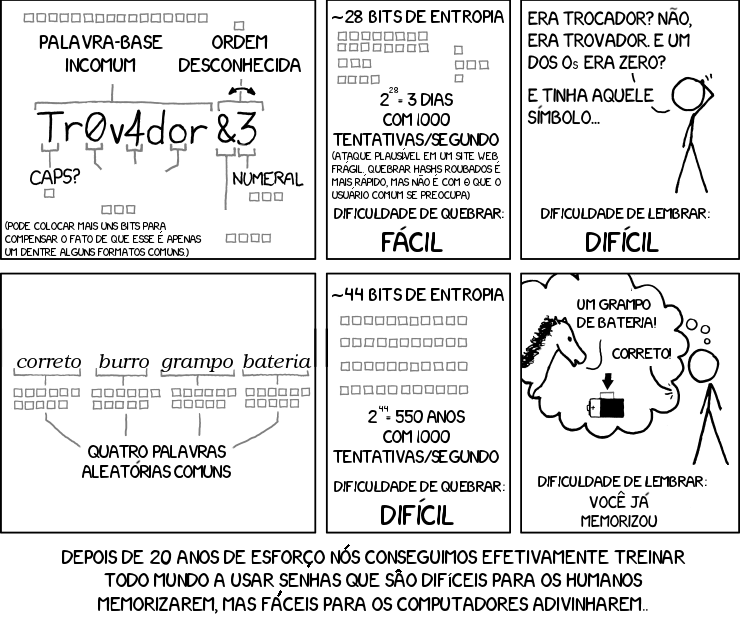 PALAVRA-BASE
INCOMUM
ORDEM
DESCONHECIDA
Tr0v4dor &3
CAPS?
NUMERAL
(PODE COLOCAR MAIS UNS BITS PARA
COMPENSAR O FATO DE QUE ESSE É APENAS
UM DENTRE ALGUNS FORMATOS COMUNS.)
~28 BITS DE ENTROPIA
2^28 = 3 DIAS
COM 1000
TENTATIVAS/SEGUNDO
(ATAQUE PLAUSÍVEL EM UM SITE WEB
FRÁGIL. QUEBRAR HASHS ROUBADOS É
MAIS RÁPIDO, MAS NÃO É COM O QUE O
USUÁRIO COMUM SE PREOCUPA)
DIFICULDADE DE QUEBRAR:
FÁCIL
ERA TROCADOR? NÃO,
ERA TROVADOR. E UM
DOS Os ERA ZERO?
E TINHA AQUELE
SÍMBOLO...
DIFICULDADE DE LEMBRAR:
DIFÍCIL
correto burro grampo bateria
QUATRO PALAVRAS
ALEATÓRIAS COMUNS
~44 BITS DE ENTROPIA
2^44 = 550 ANOS
COM 1000
TENTATIVAS/SEGUNDO
DIFICULDADE DE QUEBRAR:
DIFÍCIL
UM GRAMPO
DE BATERIA!
CORRETO!
+
DIFICULDADE DE LEMBRAR:
VOCÊ JÁ
MEMORIZOU
DEPOIS DE 20 ANOS DE ESFORÇO NÓS CONSEGUIMOS EFETIVAMENTE TREINAR
TODO MUNDO A USAR SENHAS QUE SÃO DIFÍCEIS PARA OS HUMANOS
MEMORIZAREM, MAS FÁCEIS PARA OS COMPUTADORES ADIVINHAREM..